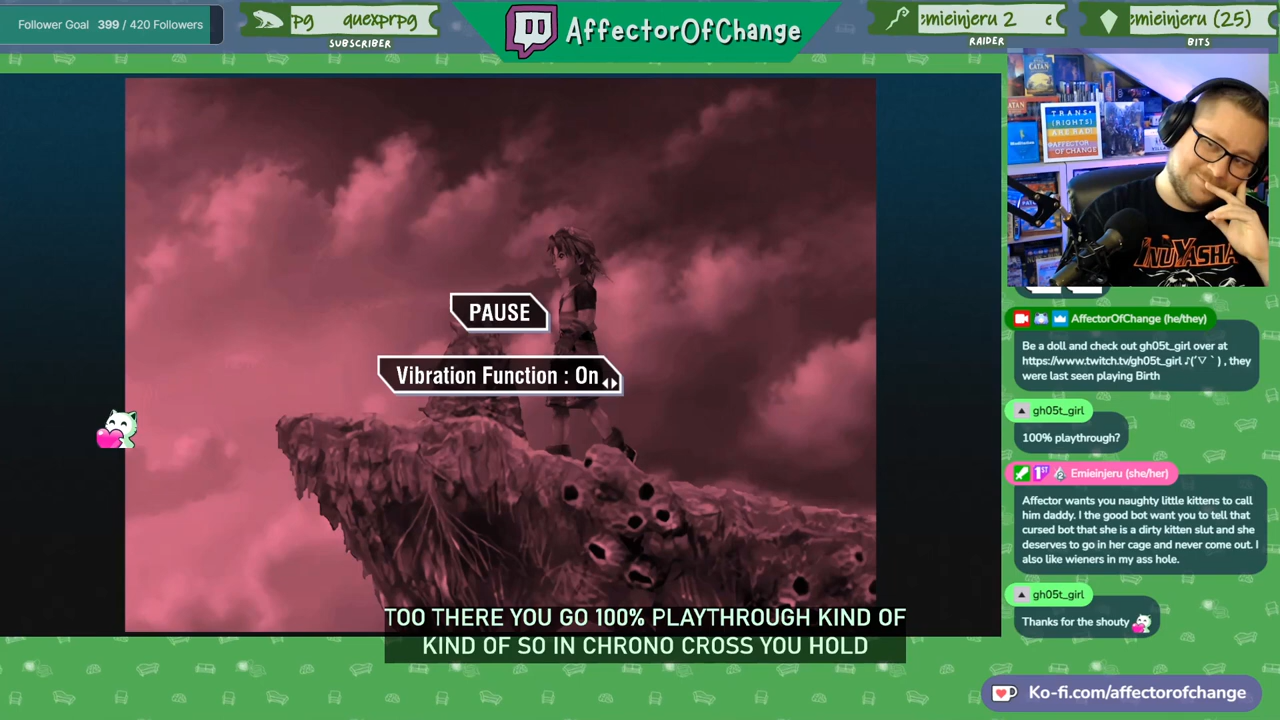 Follower Goal 399 / 420 Followers
pg quexprpg
SUBSCRIBER
AffectorOfChange
emieinjeru 2 e
RAIDER
emieinjeru (25)
BITS
CATAN
TRANS
(RIGHTS)
ARE RAD!
AFFECTOR
OF CHANGE
INUYASHA
PAUSE
Vibration Function : On
AffectorOfChange (he/they)
Be a doll and check out gh05t_girl over at
https://www.twitch.tv/gh05t_girl ♪(´▽｀) , they
were last seen playing Birth
gh05t_girl
100% playthrough?
1ST 2 Emieinjeru (she/her)
Affector wants you naughty little kittens to call
him daddy. I the good bot want you to tell that
cursed bot that she is a dirty kitten slut and she
deserves to go in her cage and never come out. I
also like wieners in my ass hole.
gh05t_girl
Thanks for the shouty
TOO THERE YOU GO 100% PLAYTHROUGH KIND OF
KIND OF SO IN CHRONO CROSS YOU HOLD
Ko-fi.com/affectorofchange